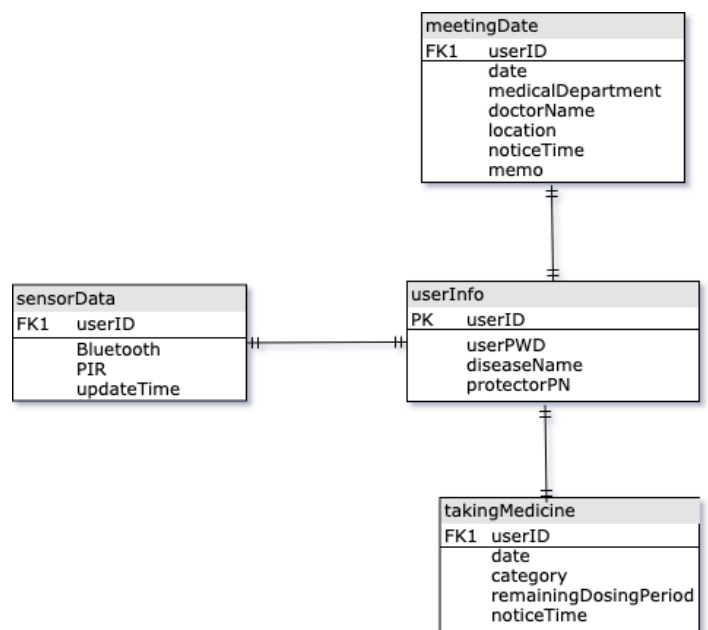 meetingDate
FK1 userID
date
medicalDepartment
doctorName
location
noticeTime
memo
sensorData
FK1 userID
Bluetooth
PIR
updateTime
userInfo
PK userID
userPWD
diseaseName
protectorPN
takingMedicine
FK1 userID
date
category
remainingDosingPeriod
noticeTime